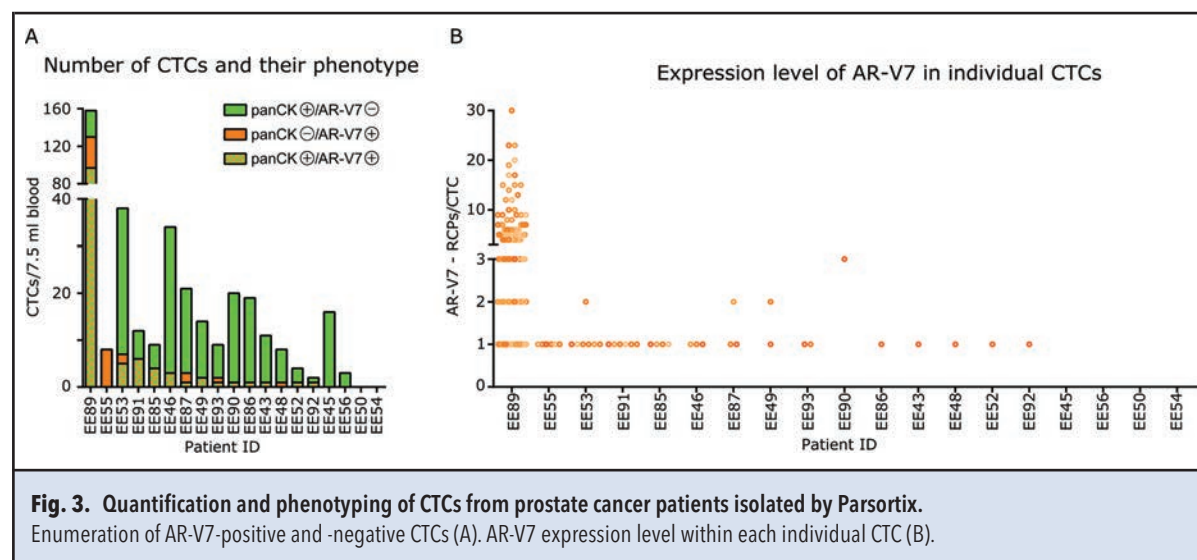 A
Number of CTCs and their phenotype
panCK⊕/AR-V7⊖
panCK⊖/AR-V7⊕
panCK⊕/AR-V7⊕
CTCs/7.5 ml blood
160
120
80
40
20
0
EE89 EE55 EE53 EE91 EE85 EE46 EE87 EE49 EE93 EE90 EE86 EE43 EE48 EE52 EE92 EE45 EE56 EE50 EE54
Patient ID
B
Expression level of AR-V7 in individual CTCs
AR-V7 - RCPs/CTC
30
20
10
3
2
1
0
EE89 EE55 EE53 EE91 EE85 EE46 EE87 EE49 EE93 EE90 EE86 EE43 EE48 EE52 EE92 EE45 EE56 EE50 EE54
Patient ID
Fig. 3. Quantification and phenotyping of CTCs from prostate cancer patients isolated by Parsortix.
Enumeration of AR-V7-positive and -negative CTCs (A). AR-V7 expression level within each individual CTC (B).